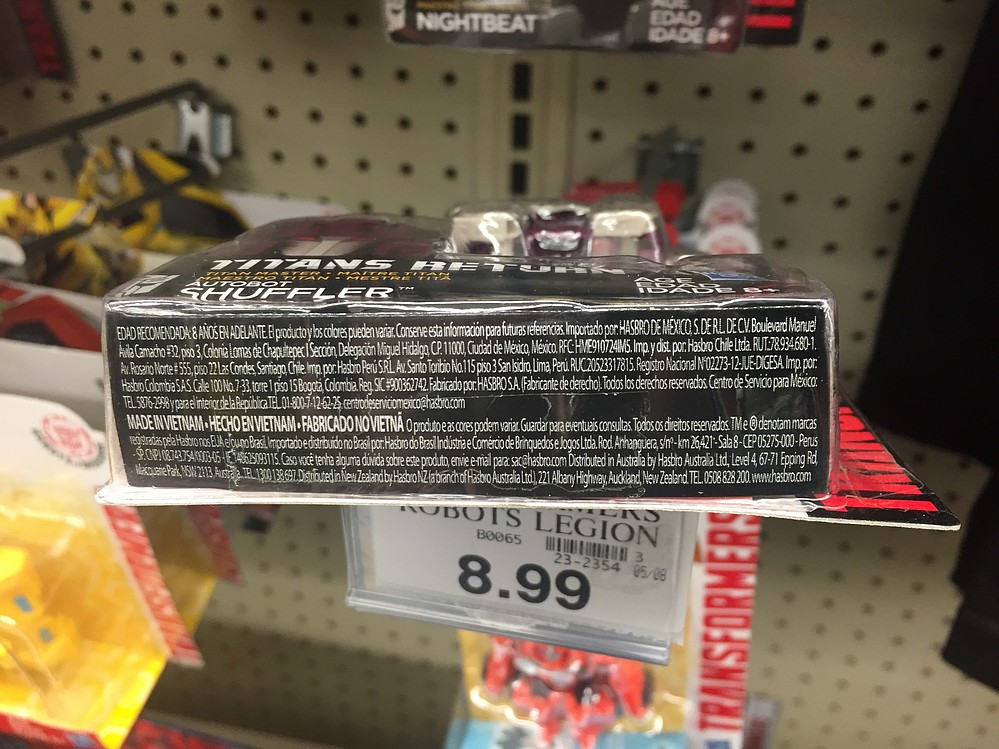 NIGHTBEAT
AGE
EDAD
IDADE 8+
TITANS RETURN
TITAN MASTER • MAITRE TITAN
MAESTRO TITAN • MESTRE TITÃ
AUTOBOT
SHUFFLER™
AGE
IDADE 8+
EDAD RECOMENDADA: 8 AÑOS EN ADELANTE. El producto y los colores pueden variar. Conserve esta información para futuras referencias. Importado por: HASBRO DE MÉXICO, S. DE R.L. DE C.V. Boulevard Manuel
Ávila Camacho #32, piso 3, Colonia Lomas de Chapultepec I Sección, Delegación Miguel Hidalgo, C.P. 11000, Ciudad de México, México. RFC: HME910724IMS. Imp. y dist. por: Hasbro Chile Ltda. RUT:78.934.680-1.
Av. Rosario Norte # 555, piso 22 Las Condes, Santiago, Chile. Imp. por: Hasbro Perú S.R.L. Av. Santo Toribio No. 115 piso 3 San Isidro, Lima, Perú. RUC 20523317815. Registro Nacional N°02273-12-JUE-DIGESA. Imp. por:
Hasbro Colombia S.A.S. Calle 100 No. 7-33, torre 1 piso 15 Bogotá, Colombia. Reg. SIC #900362742. Fabricado por: HASBRO S.A. (Fabricante de derecho). Todos los derechos reservados. Centro de Servicio para México:
TEL. 5876-2998 y para el interior de la República TEL. 01-800-7-12-62-25, centrodeserviciomexico@hasbro.com
MADE IN VIETNAM • HECHO EN VIETNAM • FABRICADO NO VIETNÃ O produto e as cores podem variar. Guardar para eventuais consultas. Todos os direitos reservados. TM e ® denotam marcas
registradas pela Hasbro nos EUA e/ou no Brasil. Importado e distribuído no Brasil por: Hasbro do Brasil Indústria e Comércio de Brinquedos e Jogos Ltda. Rod. Anhanguera, s/nº - km 26,421 - Sala 8 - CEP 05275-000 - Perus
SP. Caso você tenha alguma dúvida sobre este produto, envie e-mail para: sac@hasbro.com Distributed in Australia by Hasbro Australia Ltd., Level 4, 67-71 Epping Rd,
Macquarie Park, NSW 2113, Australia. TEL. 1300 138 697. Distributed in New Zealand by Hasbro NZ (a branch of Hasbro Australia Ltd.), 221 Albany Highway, Auckland, New Zealand. TEL. 0508 828 200. www.hasbro.com
ROBOTS LEGION
B0065
3
23-2354
05/08
8.99
TRANSFORMERS